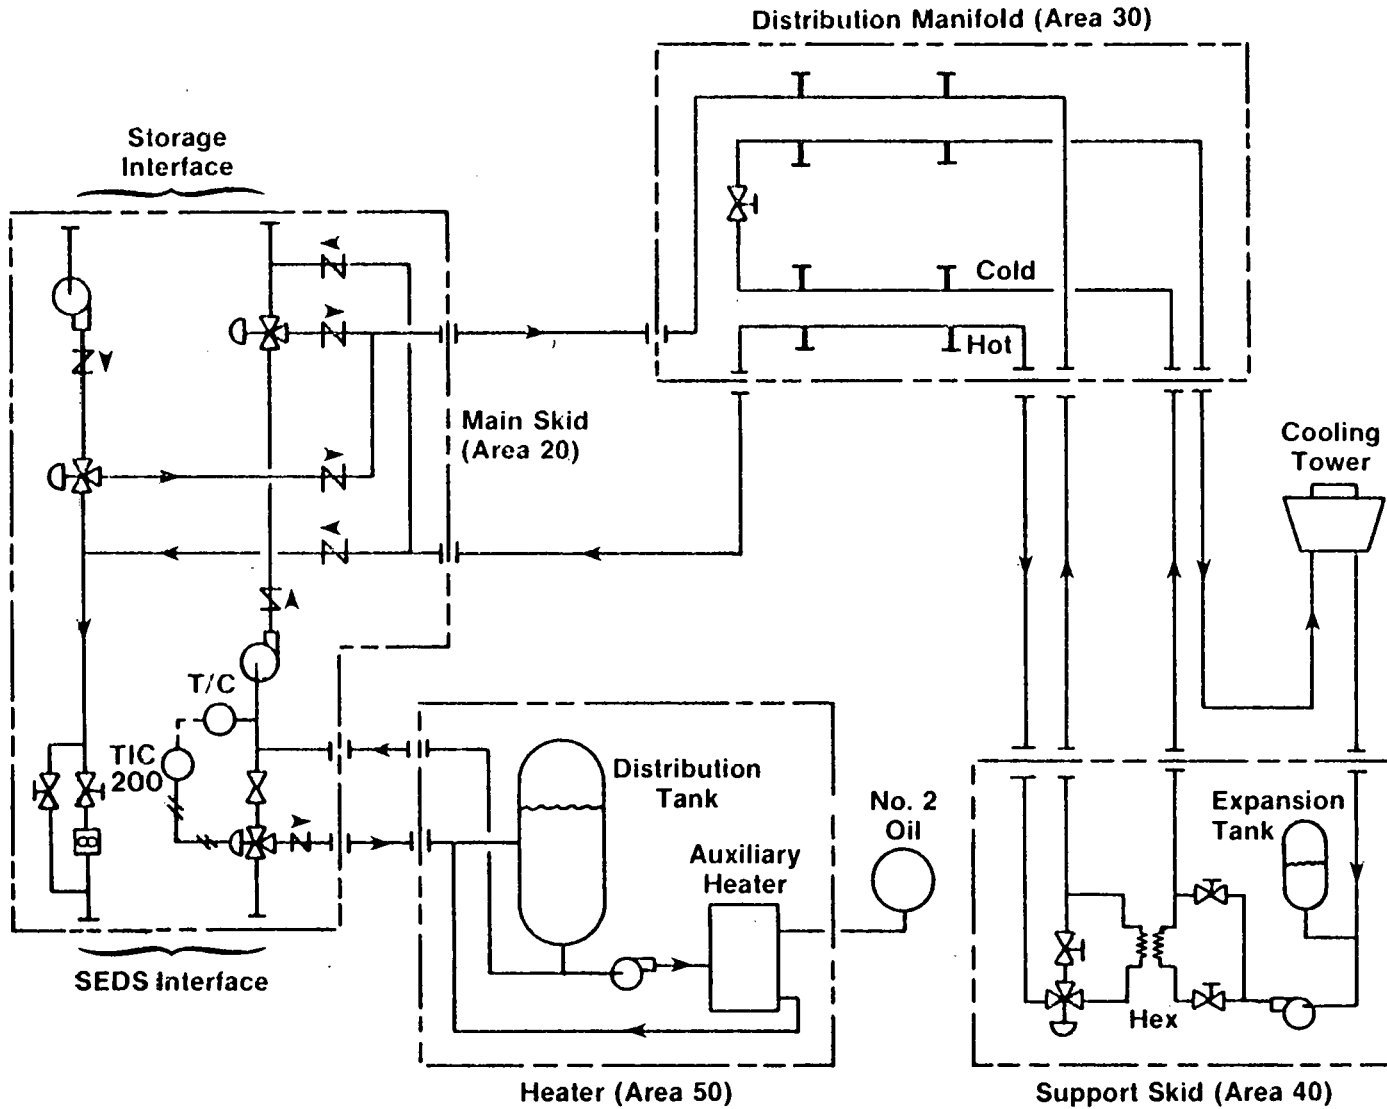 Distribution Manifold (Area 30)
Storage
Interface
Cold
Hot
Main Skid
(Area 20)
Cooling
Tower
T/C
TIC
200
Distribution
Tank
No. 2
Oil
Expansion
Tank
Auxiliary
Heater
SEDS Interface
Hex
Heater (Area 50)
Support Skid (Area 40)